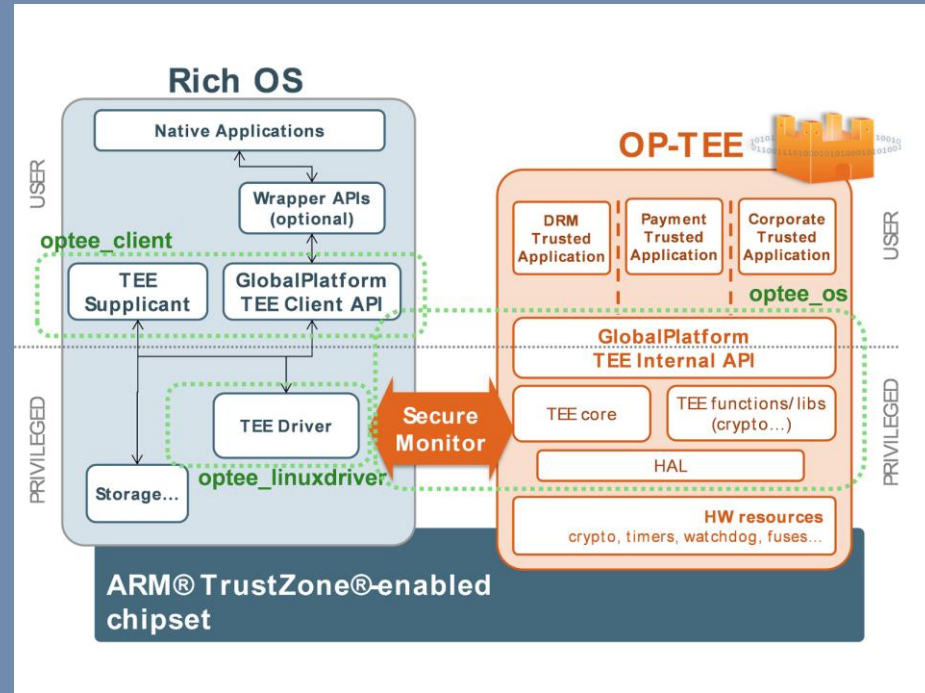 Rich OS
Native Applications
Wrapper APIs
(optional)
optee_client
TEE
Supplicant
GlobalPlatform
TEE Client API
TEE Driver
optee_linuxdriver
Storage...
USER
PRIVILEGED
Secure
Monitor
OP-TEE
DRM
Trusted
Application
Payment
Trusted
Application
Corporate
Trusted
Application
optee_os
GlobalPlatform
TEE Internal API
TEE core
TEE functions/ libs
(crypto...)
HAL
HW resources
crypto, timers, watchdog, fuses...
USER
PRIVILEGED
ARM® TrustZone®-enabled
chipset